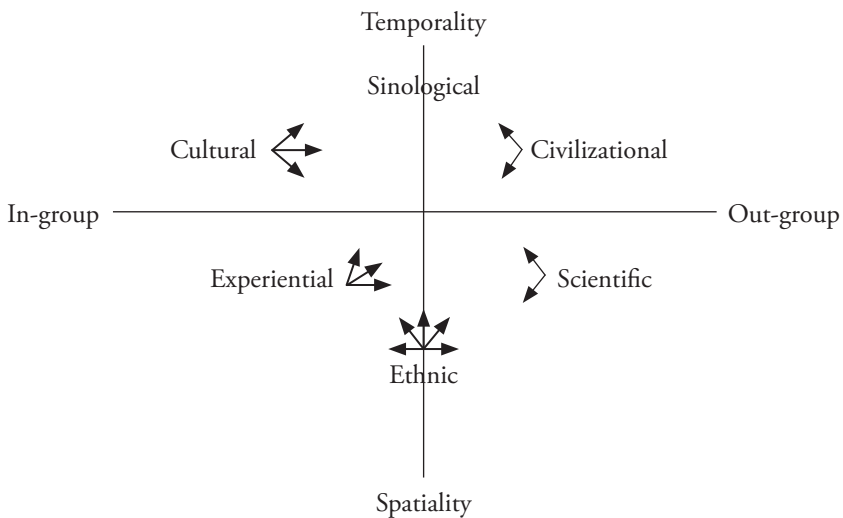 Temporality
Sinological
Cultural
Civilizational
In-group
Out-group
Experiential
Scientific
Ethnic
Spatiality